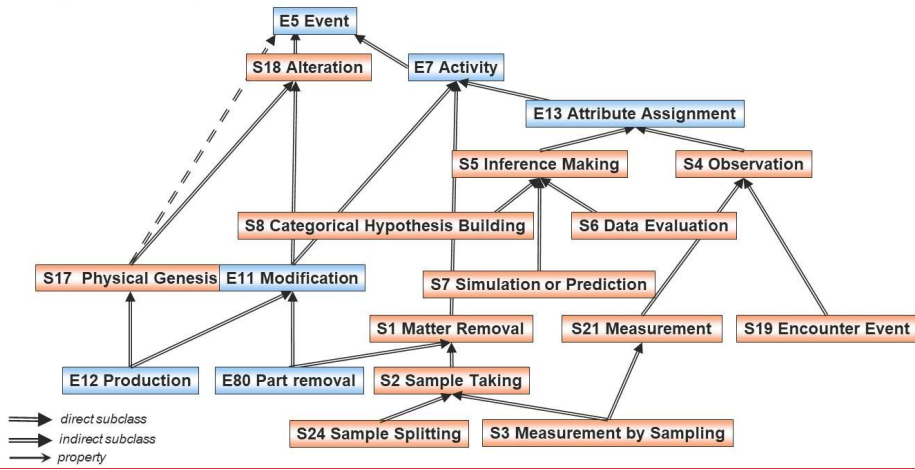 E5 Event
S18 Alteration
E7 Activity
E13 Attribute Assignment
S5 Inference Making
S4 Observation
S8 Categorical Hypothesis Building
S6 Data Evaluation
S17 Physical Genesis
E11 Modification
S7 Simulation or Prediction
S1 Matter Removal
S21 Measurement
S19 Encounter Event
E12 Production
E80 Part removal
S2 Sample Taking
S24 Sample Splitting
S3 Measurement by Sampling
direct subclass
indirect subclass
property